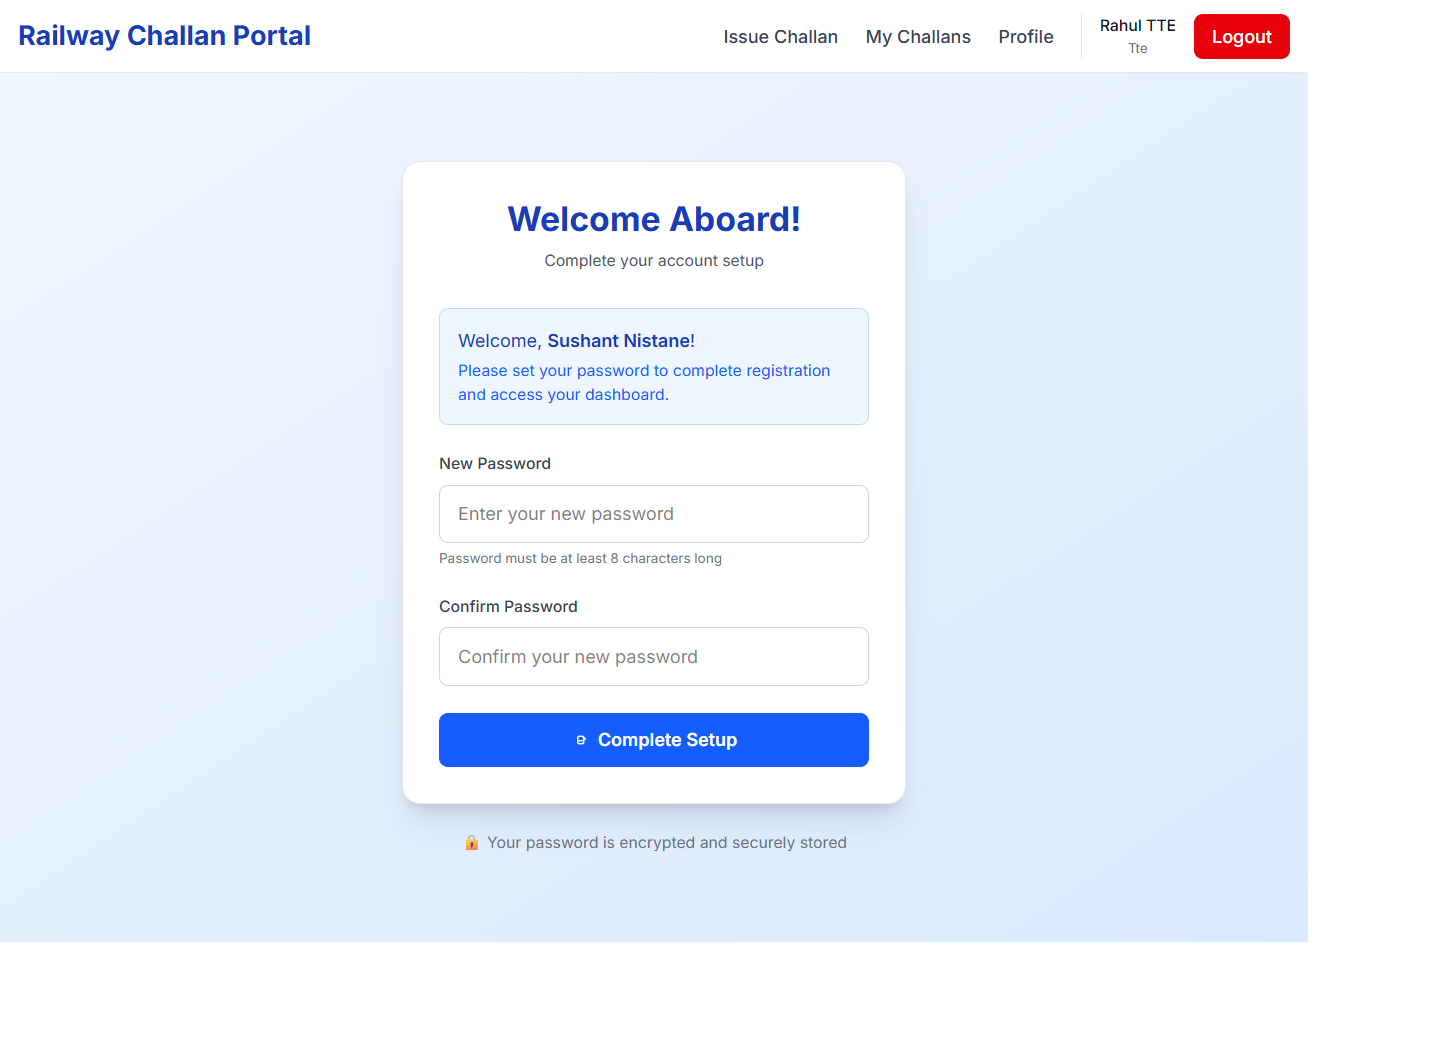 Railway Challan Portal
Issue Challan
My Challans
Profile
Rahul TTE
Tte
Logout
Welcome Aboard!
Complete your account setup
Welcome, Sushant Nistane!
Please set your password to complete registration
and access your dashboard.
New Password
Enter your new password
Password must be at least 8 characters long
Confirm Password
Confirm your new password
Complete Setup
Your password is encrypted and securely stored